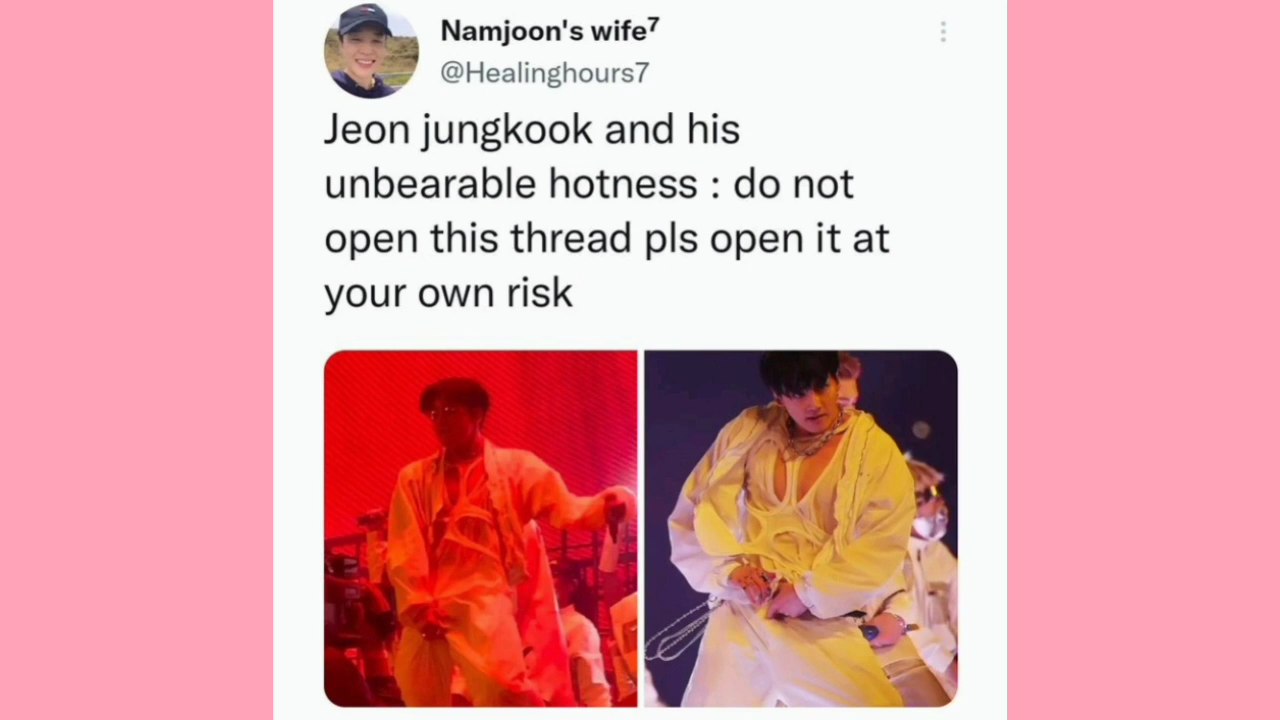 Namjoon's wife⁷
@Healinghours7
Jeon jungkook and his
unbearable hotness : do not
open this thread pls open it at
your own risk